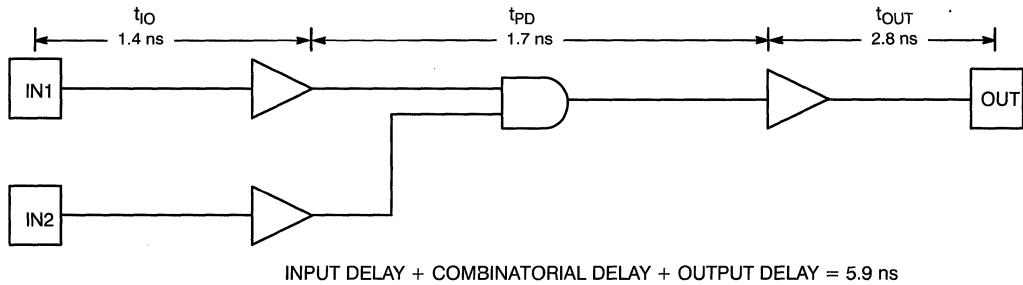 tIO
tPD
tOUT
1.4 ns
1.7 ns
2.8 ns
IN1
OUT
IN2
INPUT DELAY + COMBINATORIAL DELAY + OUTPUT DELAY = 5.9 ns